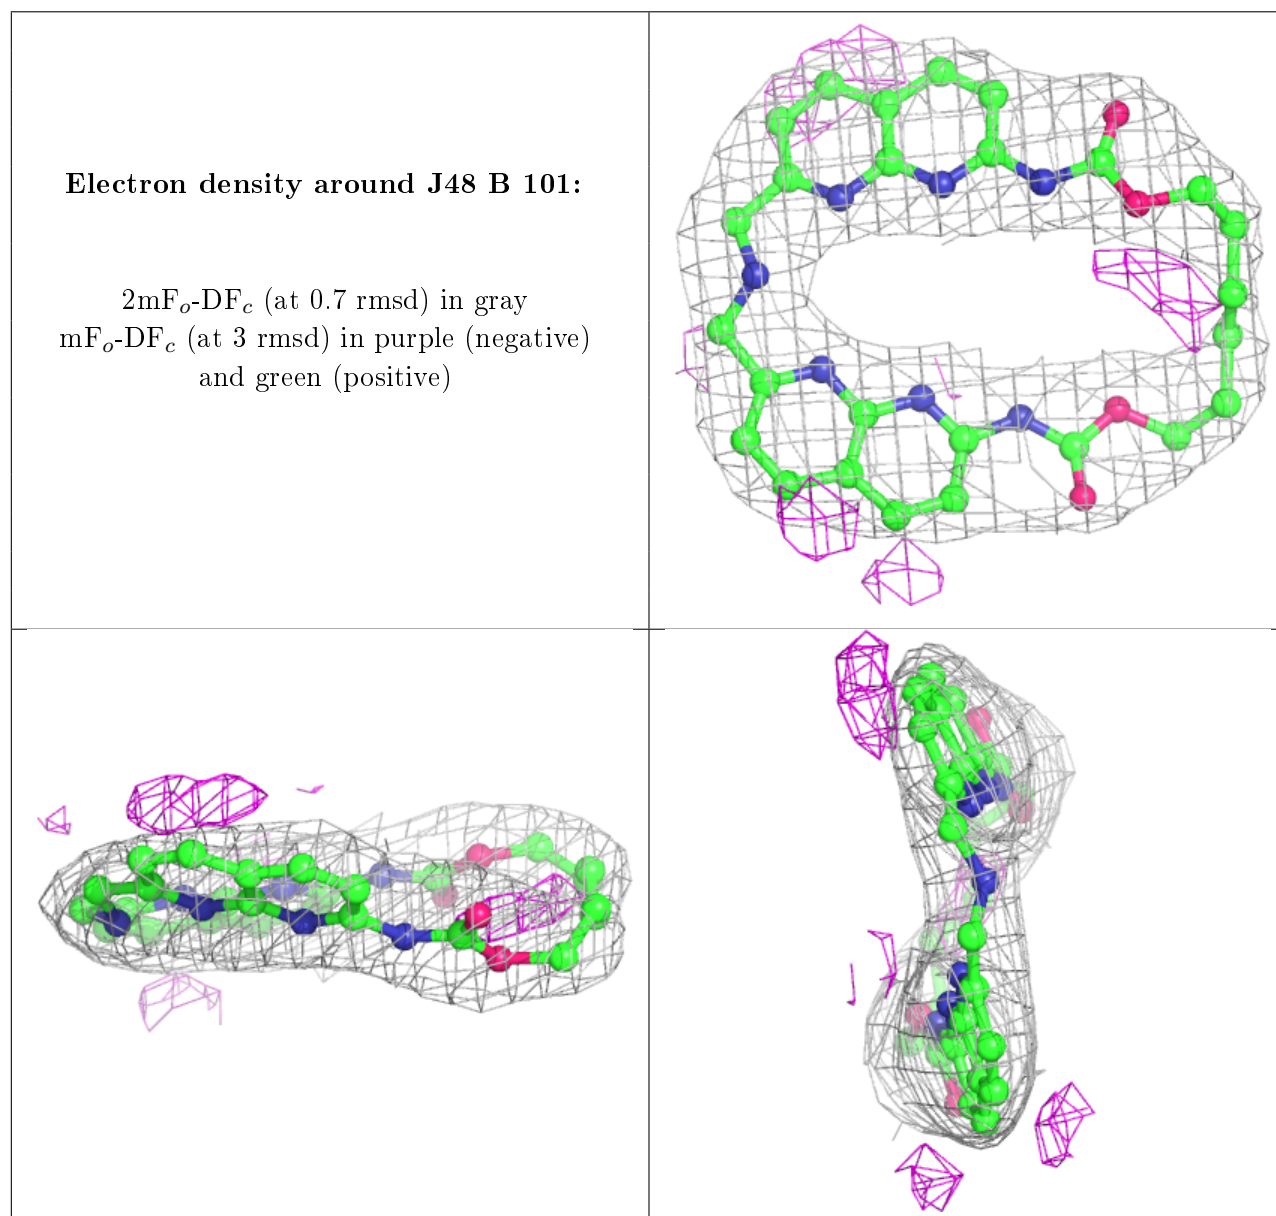 Electron density around J48 B 101:
2mFₒ-DF𝒸 (at 0.7 rmsd) in gray
mFₒ-DF𝒸 (at 3 rmsd) in purple (negative)
and green (positive)